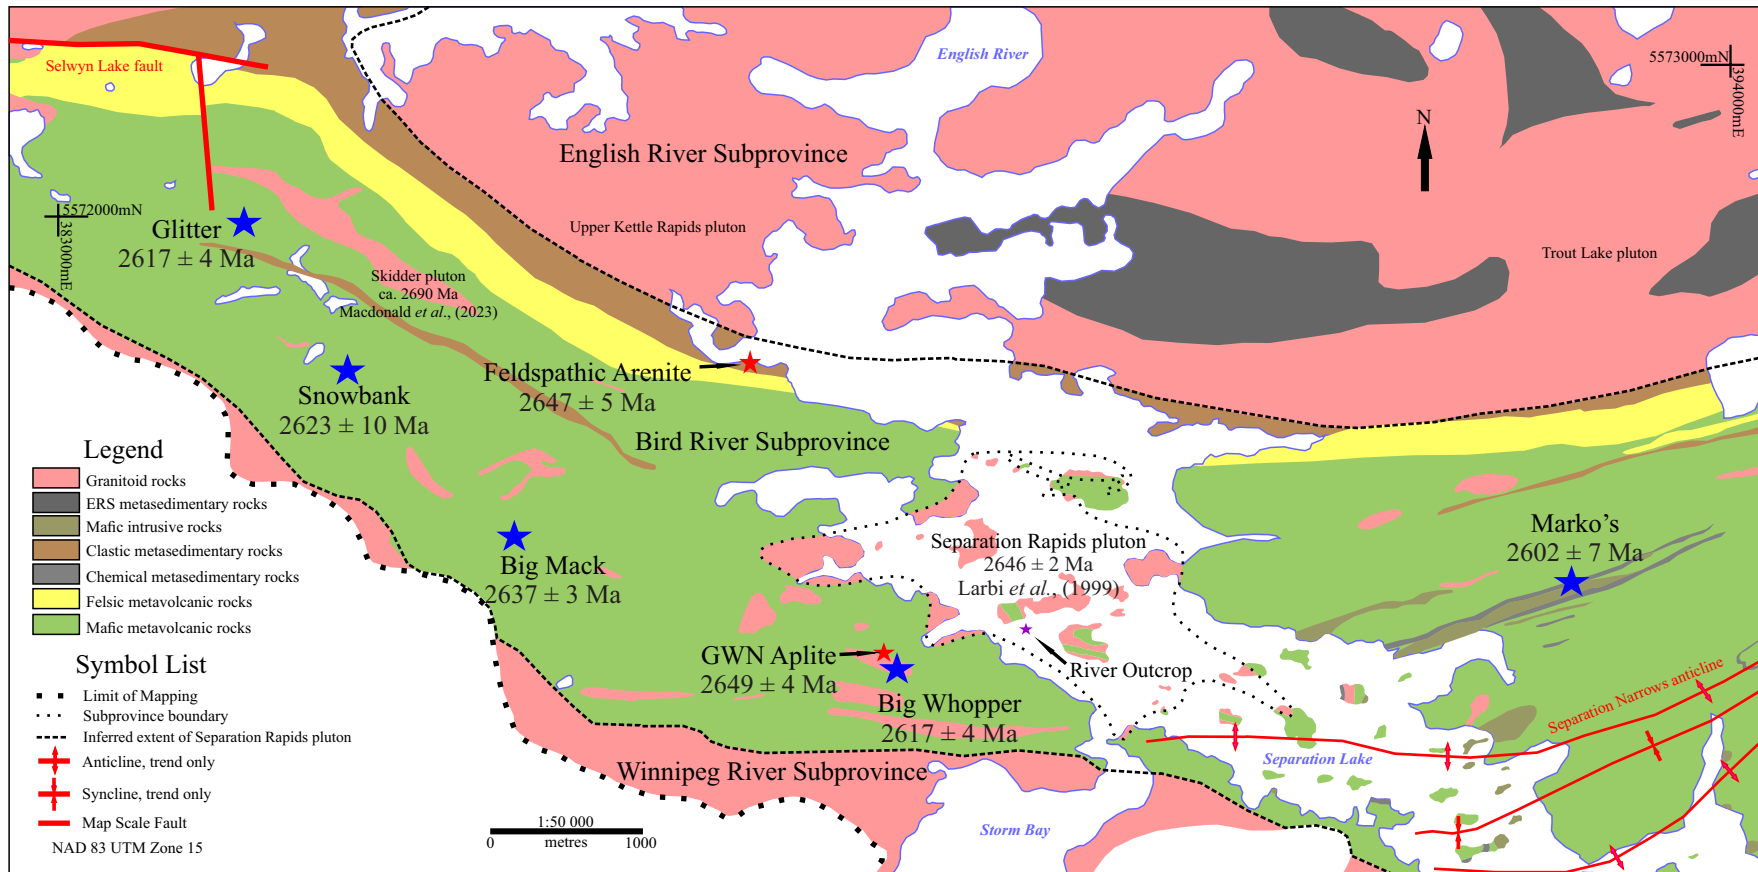 English River
Selwyn Lake fault
5573000mN
394000mE
N
English River Subprovince
5572000mN
383000mE
Glitter
2617 ± 4 Ma
Upper Kettle Rapids pluton
Trout Lake pluton
Skidder pluton
ca. 2690 Ma
Macdonald et al., (2023)
Feldspathic Arenite
2647 ± 5 Ma
Snowbank
2623 ± 10 Ma
Bird River Subprovince
Big Mack
2637 ± 3 Ma
Separation Rapids pluton
2646 ± 2 Ma
Larbi et al., (1999)
Marko's
2602 ± 7 Ma
GWN Aplite
2649 ± 4 Ma
River Outcrop
Big Whopper
2617 ± 4 Ma
Separation Narrows anticline
Separation Lake
Winnipeg River Subprovince
Storm Bay
Legend
Granitoid rocks
ERS metasedimentary rocks
Mafic intrusive rocks
Clastic metasedimentary rocks
Chemical metasedimentary rocks
Felsic metavolcanic rocks
Mafic metavolcanic rocks
Symbol List
Limit of Mapping
Subprovince boundary
Inferred extent of Separation Rapids pluton
Anticline, trend only
Syncline, trend only
Map Scale Fault
NAD 83 UTM Zone 15
1:50 000
0 metres 1000